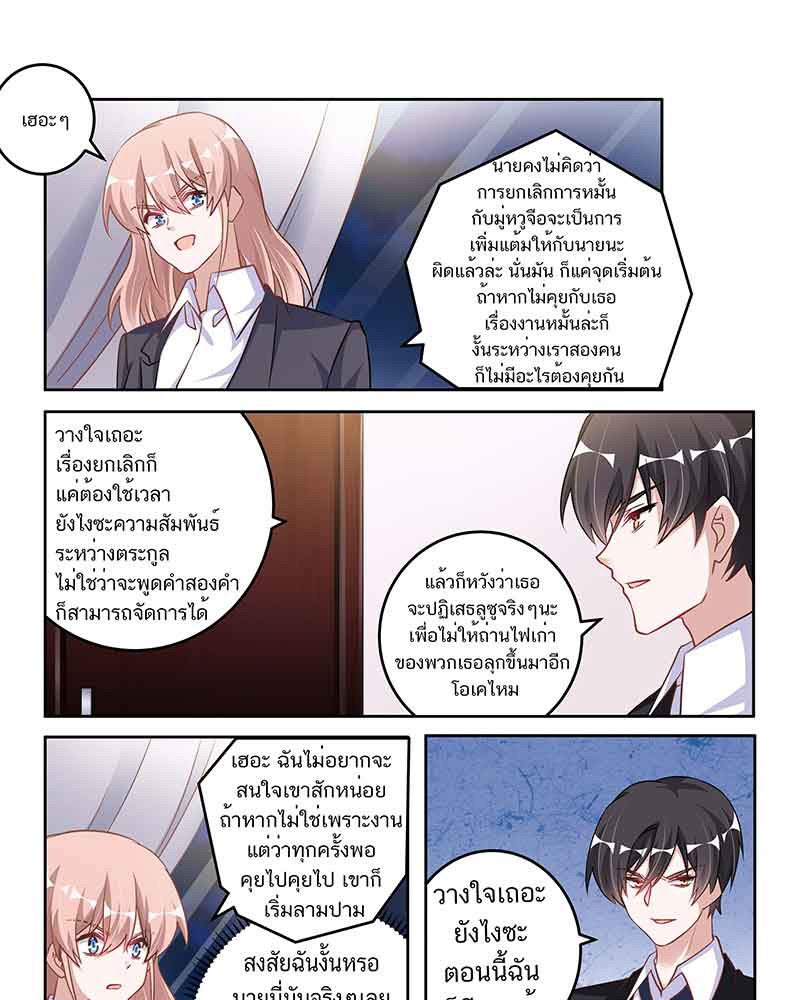 เฮอะๆ
นายคงไม่คิดว่า
การยกเลิกการหมั้น
กับมู่หวูจือจะเป็นการ
เพิ่มแต้มให้กับนายนะ
ผิดแล้วล่ะ นั่นมัน ก็แค่จุดเริ่มต้น
ถ้าหากไม่คุยกับเธอ
เรื่องงานหมั้นล่ะก็
งั้นระหว่างเราสองคน
ก็ไม่มีอะไรต้องคุยกัน
วางใจเถอะ
เรื่องยกเลิกก็
แค่ต้องใช้เวลา
ยังไงซะความสัมพันธ์
ระหว่างตระกูล
ไม่ใช่ว่าจะพูดคำสองคำ
ก็สามารถจัดการได้
แล้วก็หวังว่าเธอ
จะปฏิเสธลูซูจริงๆนะ
เพื่อไม่ให้ถ่านไฟเก่า
ของพวกเธอลุกขึ้นมาอีก
โอเคไหม
เฮอะ ฉันไม่อยากจะ
สนใจเขาสักหน่อย
ถ้าหากไม่ใช่เพราะงาน
แต่ว่าทุกครั้งพอ
คุยไปคุยไป เขาก็
เริ่มลามปาม
สงสัยฉันงั้นหรอ
วางใจเถอะ
ยังไงซะ
ตอนนี้ฉัน